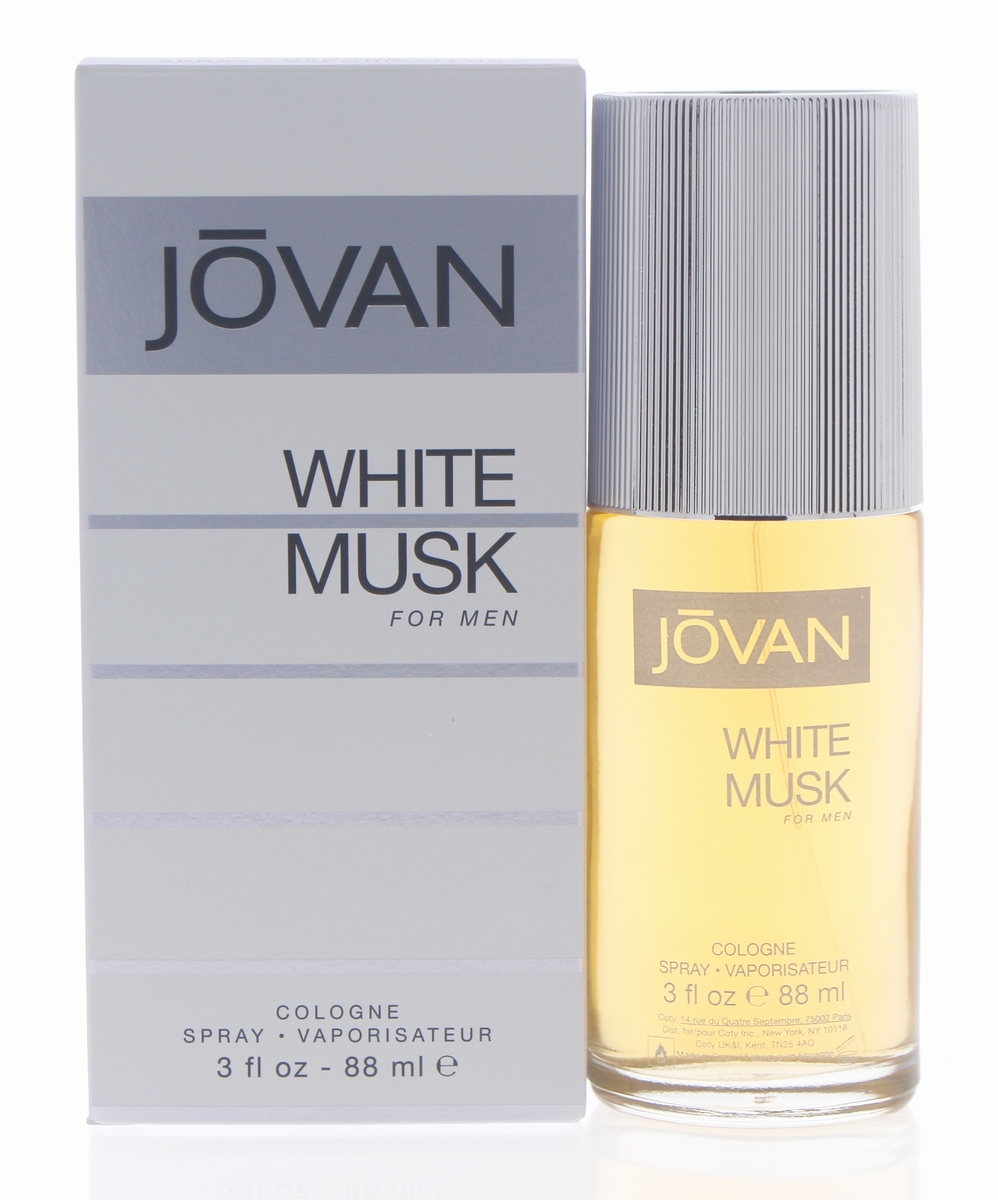 JŌVAN
WHITE
MUSK
FOR MEN
COLOGNE
SPRAY • VAPORISATEUR
3 fl oz - 88 ml ℮
JŌVAN
WHITE
MUSK
FOR MEN
COLOGNE
SPRAY • VAPORISATEUR
3 fl oz ℮ 88 ml
Coty, 14 rue du Quatre Septembre, 75002 Paris
Dist. for/pour Coty Inc., New York, NY 10118
Coty UK&I, Kent, TN25 4AQ
Made in